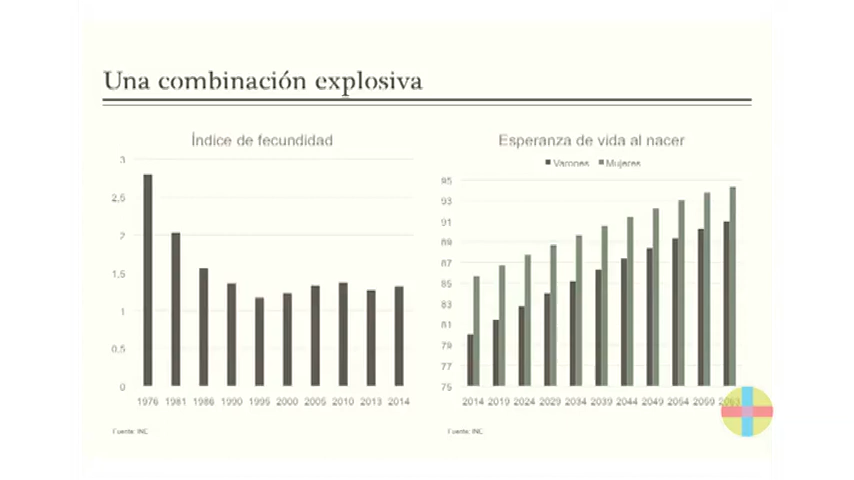 Una combinación explosiva
Índice de fecundidad
3
2,5
2
1,5
1
0,5
0
1976 1981 1986 1990 1995 2000 2005 2010 2013 2014
Fuente: INE
Esperanza de vida al nacer
Varones Mujeres
95
93
91
89
87
85
83
81
79
77
75
2014 2019 2024 2029 2034 2039 2044 2049 2054 2059
Fuente: INE